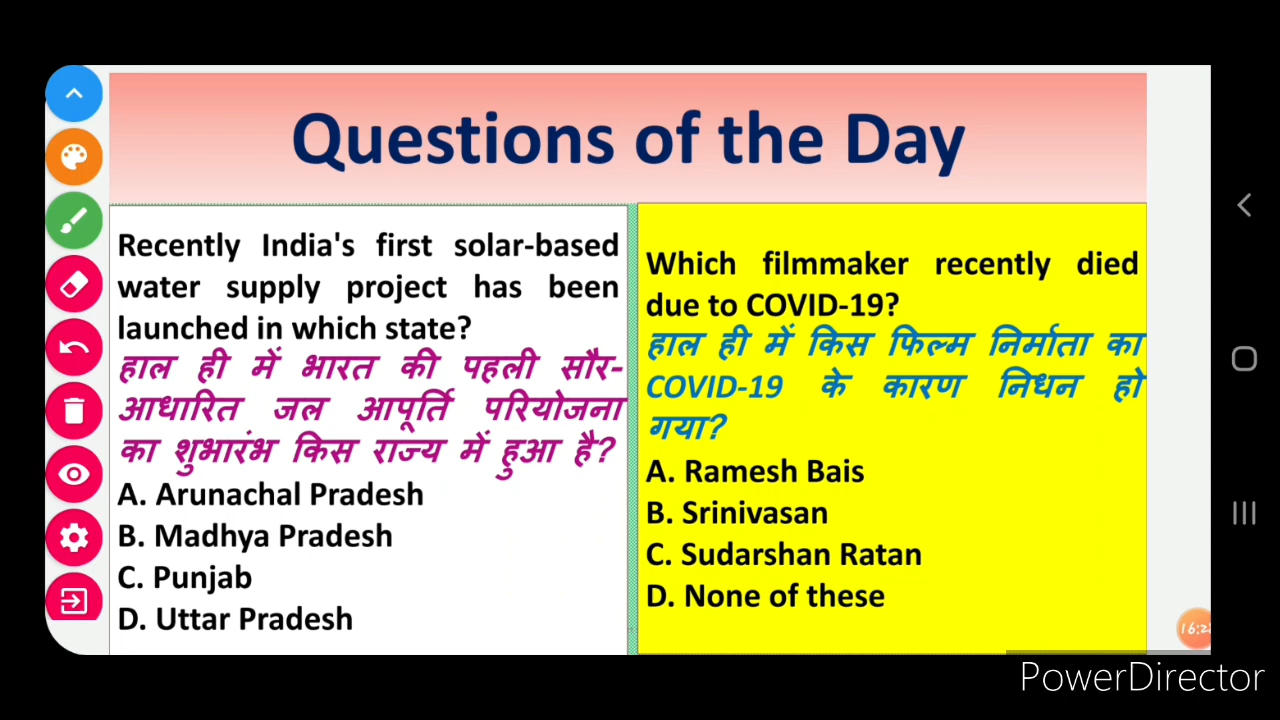 Questions of the Day
Recently India's first solar-based
water supply project has been
launched in which state?
हाल ही में भारत की पहली सौर-
आधारित जल आपूर्ति परियोजना
का शुभारंभ किस राज्य में हुआ है?
A. Arunachal Pradesh
B. Madhya Pradesh
C. Punjab
D. Uttar Pradesh
Which filmmaker recently died
due to COVID-19?
हाल ही में किस फिल्म निर्माता का
COVID-19 के कारण निधन हो
गया?
A. Ramesh Bais
B. Srinivasan
C. Sudarshan Ratan
D. None of these
PowerDirector